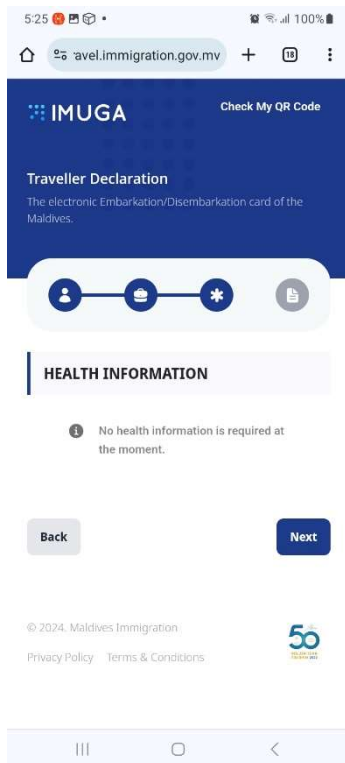 5:25
100%
avel.immigration.gov.mv
18
IMUGA
Check My QR Code
Traveller Declaration
The electronic Embarkation/Disembarkation card of the
Maldives.
HEALTH INFORMATION
No health information is required at
the moment.
Back
Next
© 2024. Maldives Immigration
50
Privacy Policy Terms & Conditions